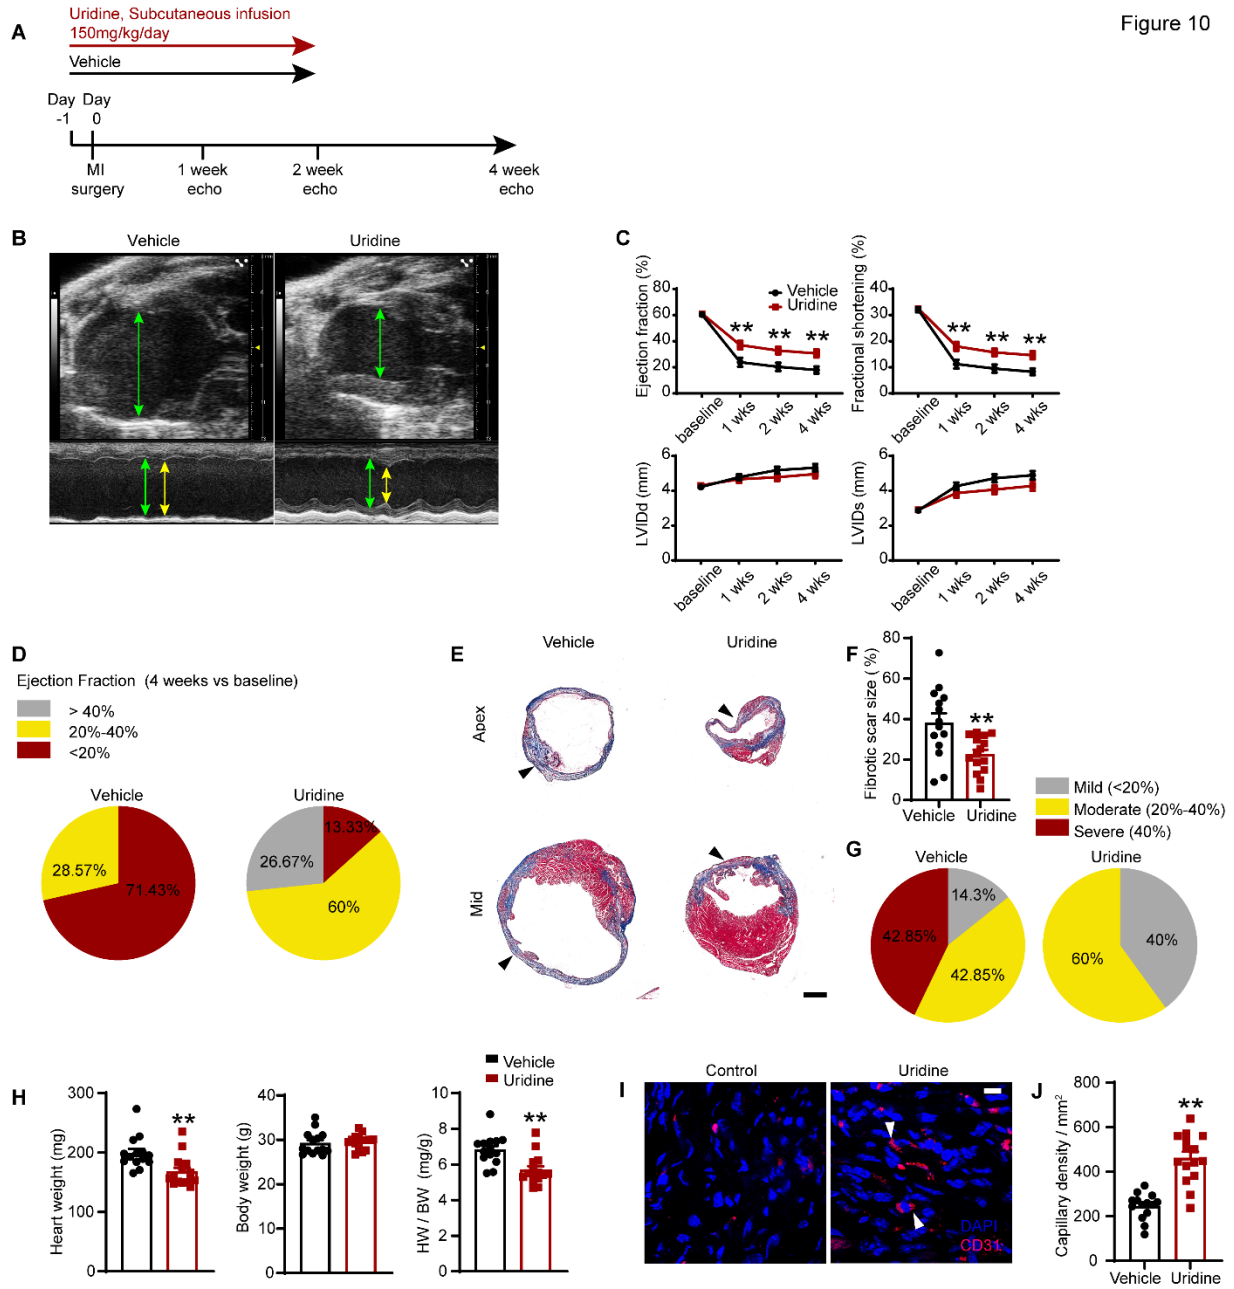 Figure 10
A
Uridine, Subcutaneous infusion
150mg/kg/day
Vehicle
Day Day
-1 0
MI surgery
1 week echo
2 week echo
4 week echo
B
Vehicle Uridine
C
Ejection fraction (%)
80
60
40
20
0
Vehicle
Uridine
** ** **
baseline 1 wks 2 wks 4 wks
Fractional shortening (%)
40
30
20
10
0
** ** **
baseline 1 wks 2 wks 4 wks
LVIDd (mm)
6
4
2
0
baseline 1 wks 2 wks 4 wks
LVIDs (mm)
6
4
2
0
baseline 1 wks 2 wks 4 wks
D
Ejection Fraction (4 weeks vs baseline)
> 40%
20%-40%
<20%
Vehicle
28.57%
71.43%
Uridine
13.33%
26.67%
60%
E
Vehicle Uridine
Apex
Mid
F
Fibrotic scar size (%)
80
60
40
20
0
**
Vehicle Uridine
Mild (<20%)
Moderate (20%-40%)
Severe (40%)
G
Vehicle
14.3%
42.85%
42.85%
Uridine
40%
60%
H
Vehicle
Uridine
Heart weight (mg)
300
200
100
0
**
Body weight (g)
40
30
20
10
0
HW / BW (mg/g)
10
8
6
4
2
0
**
I
Control Uridine
DAPI
CD31
J
Capillary density / mm²
800
600
400
200
0
**
Vehicle Uridine